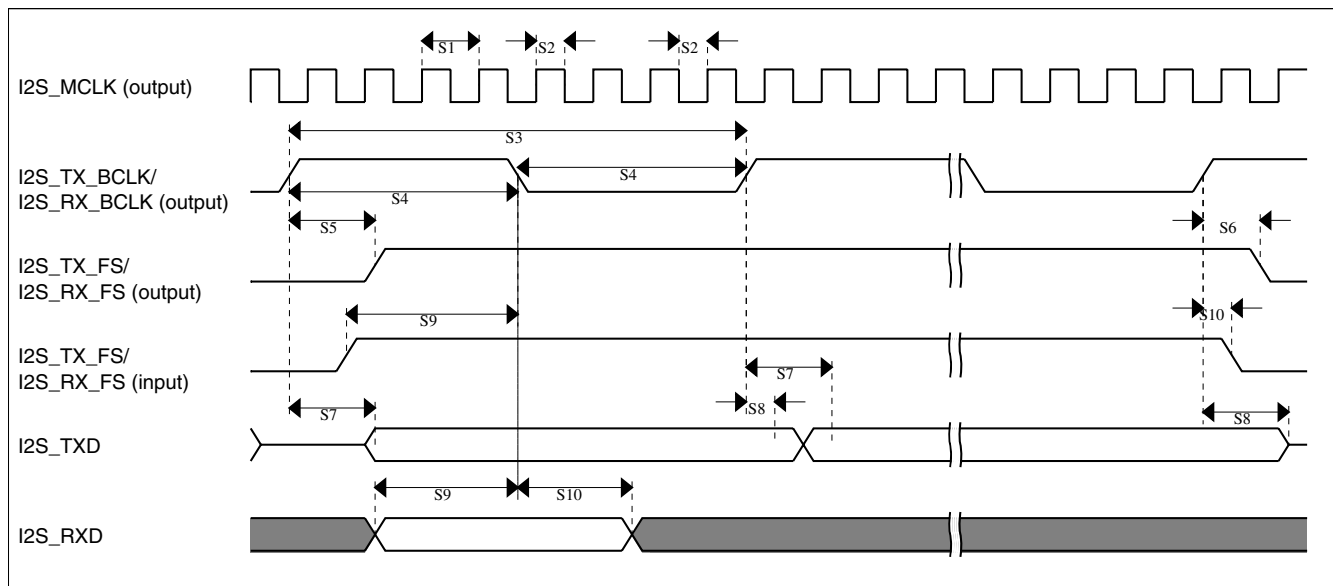 S1
S2
S2
I2S_MCLK (output)
S3
I2S_TX_BCLK/
I2S_RX_BCLK (output)
S4
S4
S5
S6
I2S_TX_FS/
I2S_RX_FS (output)
S9
S10
I2S_TX_FS/
I2S_RX_FS (input)
S7
S7
S8
S8
I2S_TXD
S9
S10
I2S_RXD